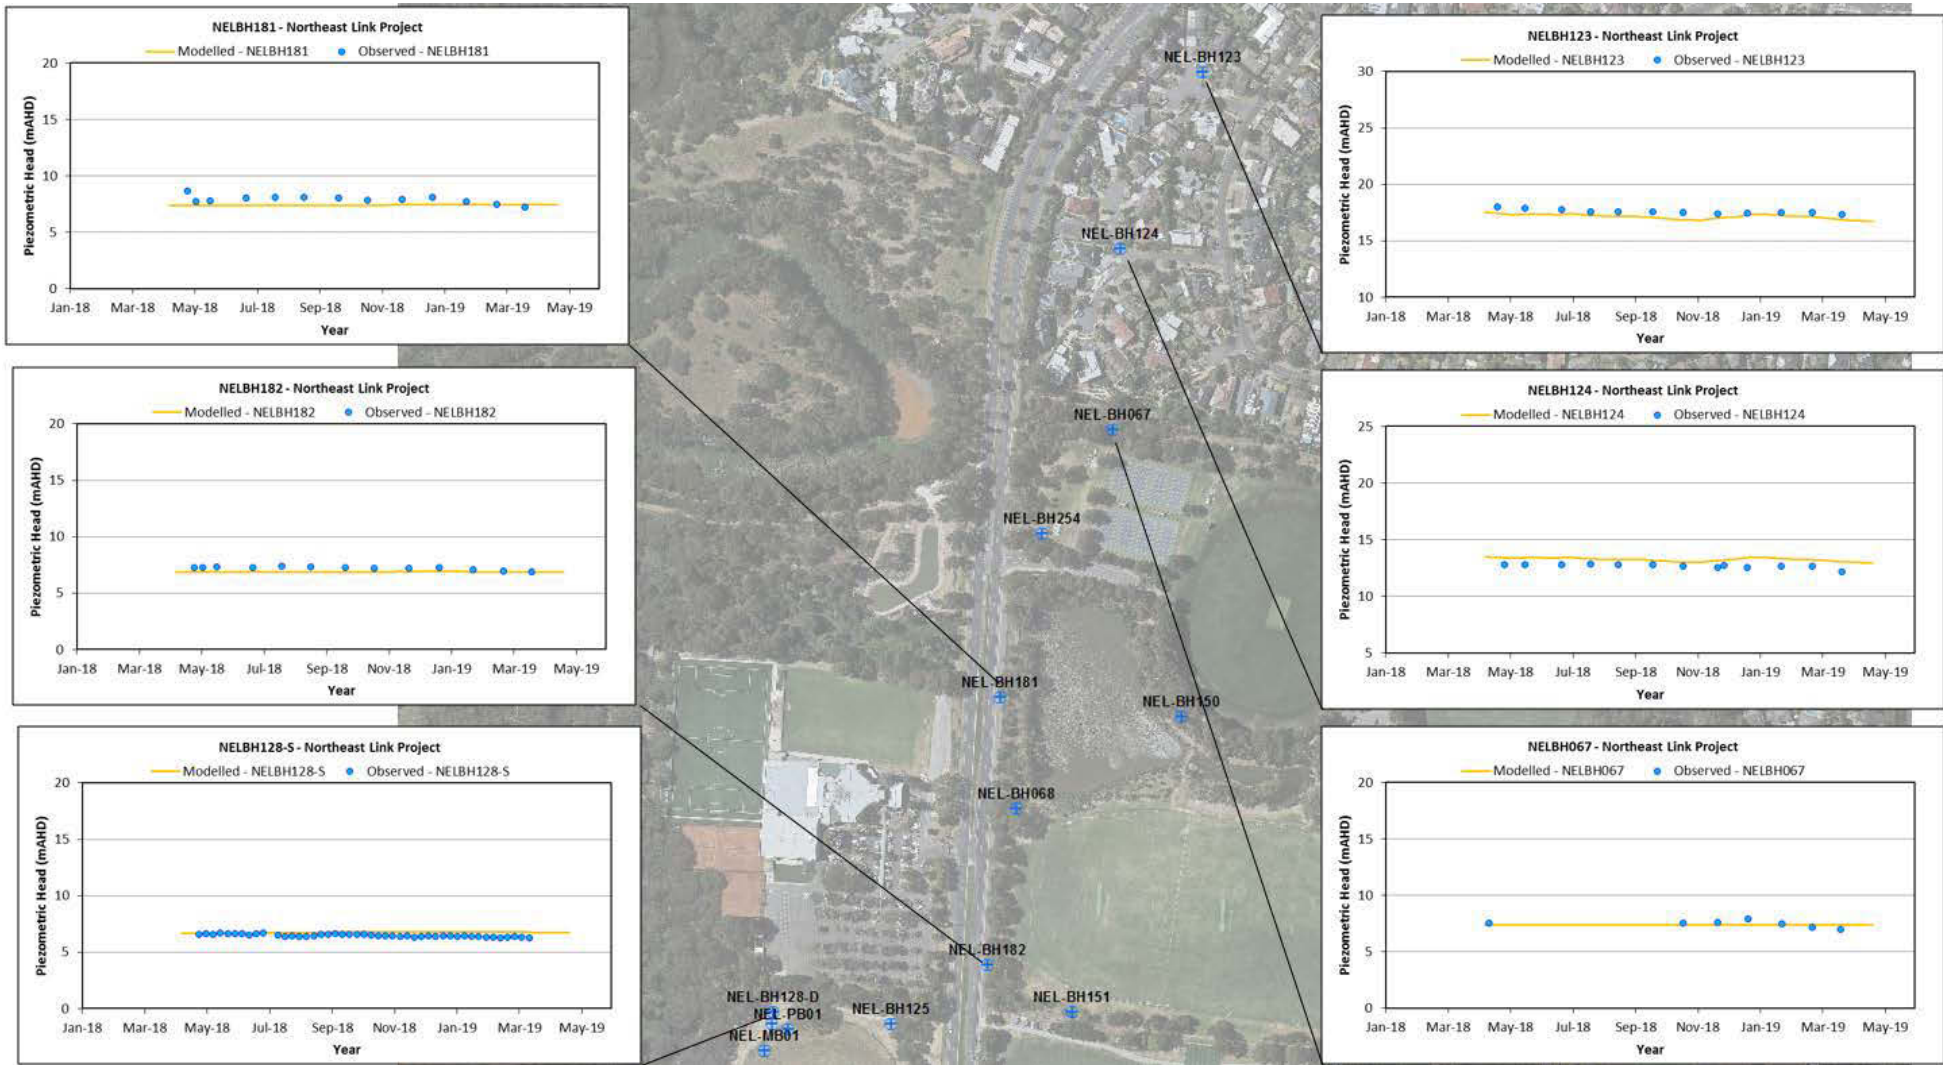 NELBH181 - Northeast Link Project
Modelled - NELBH181 Observed - NELBH181
Piezometric Head (mAHD)
20
15
10
5
0
Jan-18 Mar-18 May-18 Jul-18 Sep-18 Nov-18 Jan-19 Mar-19 May-19
Year
NELBH182 - Northeast Link Project
Modelled - NELBH182 Observed - NELBH182
Piezometric Head (mAHD)
20
15
10
5
0
Jan-18 Mar-18 May-18 Jul-18 Sep-18 Nov-18 Jan-19 Mar-19 May-19
Year
NELBH128-S - Northeast Link Project
Modelled - NELBH128-S Observed - NELBH128-S
Piezometric Head (mAHD)
20
15
10
5
0
Jan-18 Mar-18 May-18 Jul-18 Sep-18 Nov-18 Jan-19 Mar-19 May-19
Year
NEL-BH123
NEL-BH124
NEL-BH067
NEL-BH254
NEL-BH181
NEL-BH150
NEL-BH068
NEL-BH182
NEL-BH128-D
NEL-PB01
NEL-BH125
NEL-BH151
NEL-MB01
NELBH123 - Northeast Link Project
Modelled - NELBH123 Observed - NELBH123
Piezometric Head (mAHD)
30
25
20
15
10
Jan-18 Mar-18 May-18 Jul-18 Sep-18 Nov-18 Jan-19 Mar-19 May-19
Year
NELBH124 - Northeast Link Project
Modelled - NELBH124 Observed - NELBH124
Piezometric Head (mAHD)
25
20
15
10
5
Jan-18 Mar-18 May-18 Jul-18 Sep-18 Nov-18 Jan-19 Mar-19 May-19
Year
NELBH067 - Northeast Link Project
Modelled - NELBH067 Observed - NELBH067
Piezometric Head (mAHD)
20
15
10
5
0
Jan-18 Mar-18 May-18 Jul-18 Sep-18 Nov-18 Jan-19 Mar-19 May-19
Year